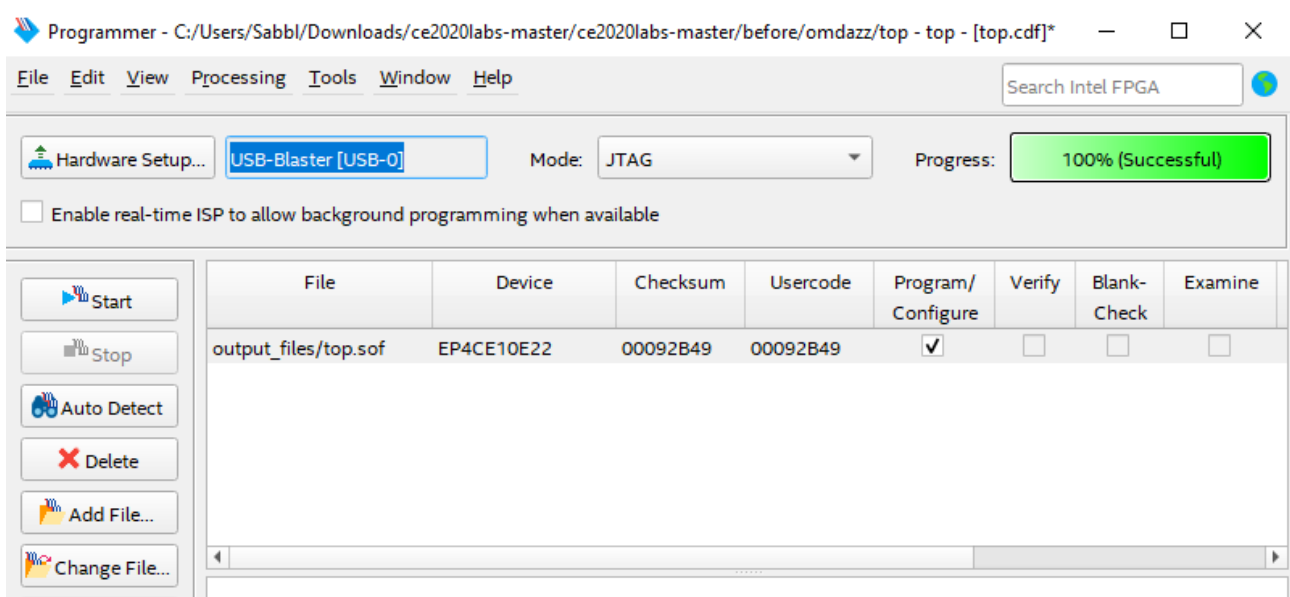 Programmer - C:/Users/Sabbl/Downloads/ce2020labs-master/ce2020labs-master/before/omdazz/top - top - [top.cdf]*
File Edit View Processing Tools Window Help
Search Intel FPGA
Hardware Setup... USB-Blaster [USB-0] Mode: JTAG Progress: 100% (Successful)
Enable real-time ISP to allow background programming when available
Start
Stop
Auto Detect
Delete
Add File...
Change File...
File Device Checksum Usercode Program/ Configure Verify Blank- Check Examine
output_files/top.sof EP4CE10E22 00092B49 00092B49